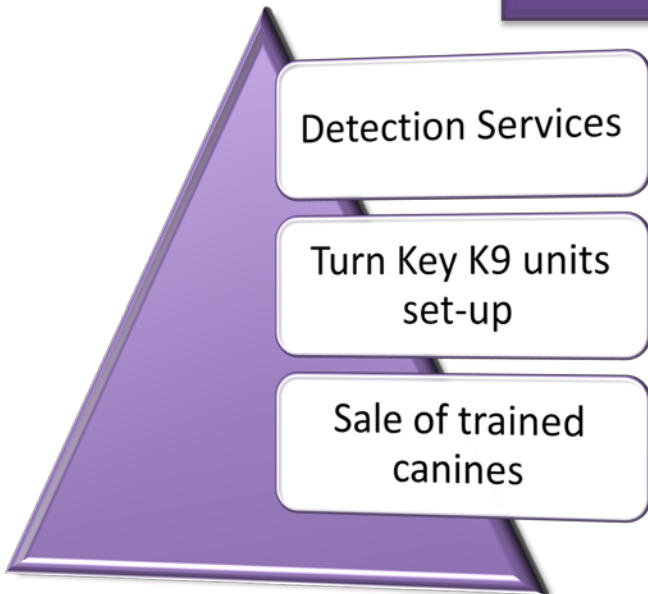 Detection Services
Turn Key K9 units
set-up
Sale of trained
canines